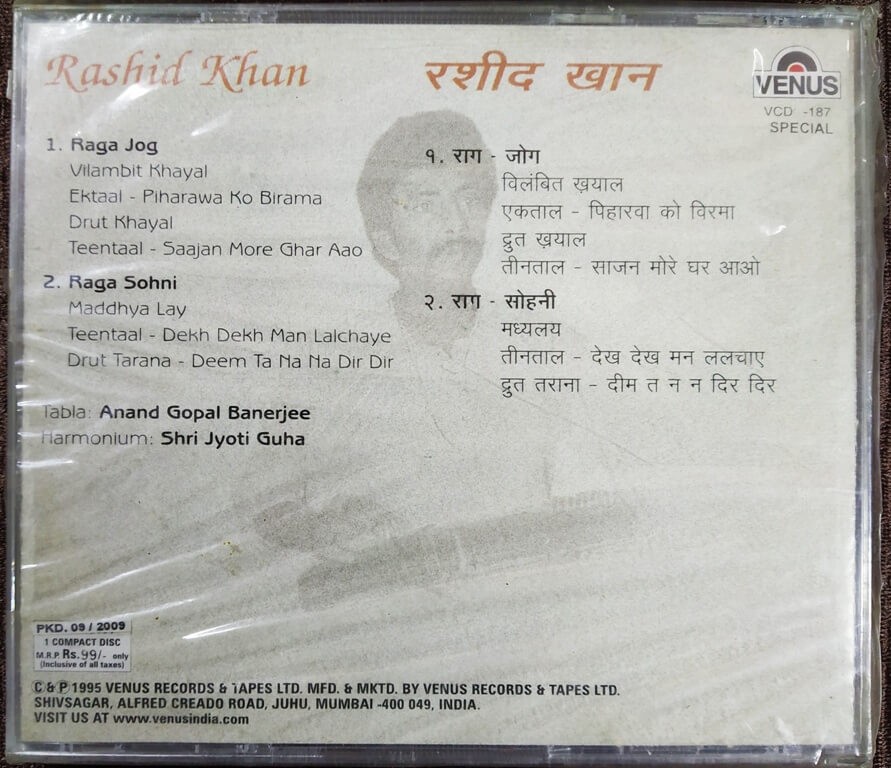 Rashid Khan
रशीद खान
VENUS
VCD -187
SPECIAL
1. Raga Jog
Vilambit Khayal
Ektaal - Piharawa Ko Birama
Drut Khayal
Teentaal - Saajan More Ghar Aao
2. Raga Sohni
Maddhya Lay
Teentaal - Dekh Dekh Man Lalchaye
Drut Tarana - Deem Ta Na Na Dir Dir
Tabla: Anand Gopal Banerjee
Harmonium: Shri Jyoti Guha
१. राग - जोग
विलंबित ख़याल
एकताल - पिहारवा को विरमा
द्रुत ख़याल
तीनताल - साजन मोरे घर आओ
२. राग - सोहनी
मध्यलय
तीनताल - देख देख मन ललचाए
द्रुत तराना - दीम त न न दिर दिर
PKD. 09 / 2009
1 COMPACT DISC
M.R.P. Rs.99/- only
(Inclusive of all taxes)
© & ℗ 1995 VENUS RECORDS & TAPES LTD. MFD. & MKTD. BY VENUS RECORDS & TAPES LTD.
SHIVSAGAR, ALFRED CREADO ROAD, JUHU, MUMBAI -400 049, INDIA.
VISIT US AT www.venusindia.com